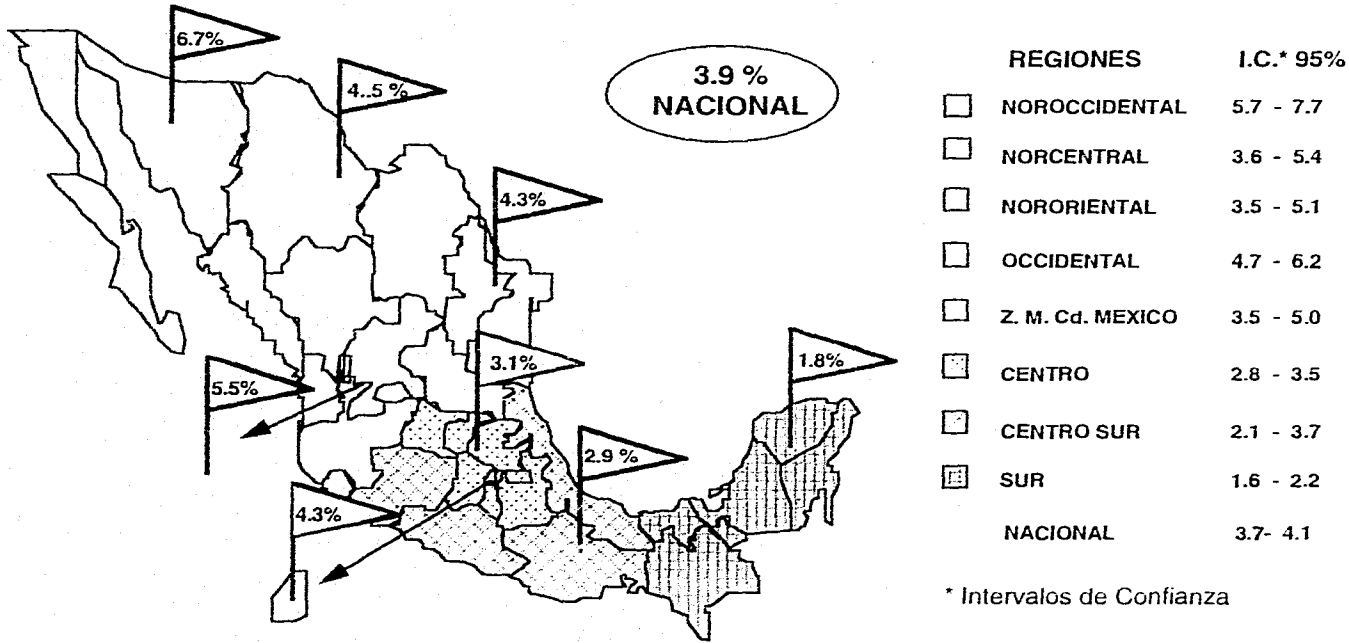 6.7%
4..5 %
4.3%
5.5%
3.1%
1.8%
2.9 %
4.3%
3.9 %
NACIONAL
REGIONES I.C.* 95%
NOROCCIDENTAL 5.7 - 7.7
NORCENTRAL 3.6 - 5.4
NORORIENTAL 3.5 - 5.1
OCCIDENTAL 4.7 - 6.2
Z. M. Cd. MEXICO 3.5 - 5.0
CENTRO 2.8 - 3.5
CENTRO SUR 2.1 - 3.7
SUR 1.6 - 2.2
NACIONAL 3.7- 4.1
* Intervalos de Confianza